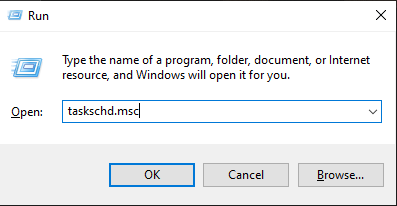 Run
Type the name of a program, folder, document, or Internet
resource, and Windows will open it for you.
Open:
taskschd.msc
OK
Cancel
Browse...